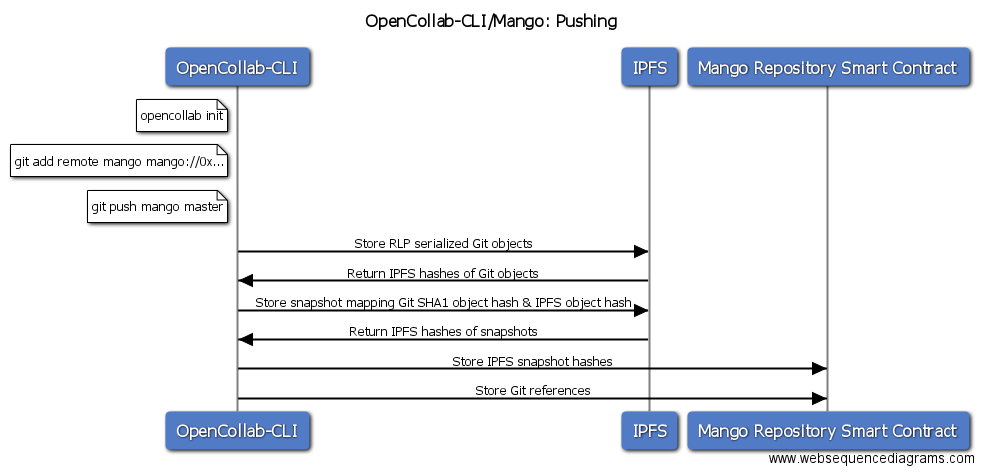 OpenCollab-CLI/Mango: Pushing
OpenCollab-CLI
IPFS
Mango Repository Smart Contract
opencollab init
git add remote mango mango://0x...
git push mango master
Store RLP serialized Git objects
Return IPFS hashes of Git objects
Store snapshot mapping Git SHA1 object hash & IPFS object hash
Return IPFS hashes of snapshots
Store IPFS snapshot hashes
Store Git references
OpenCollab-CLI
IPFS
Mango Repository Smart Contract
www.websequencediagrams.com